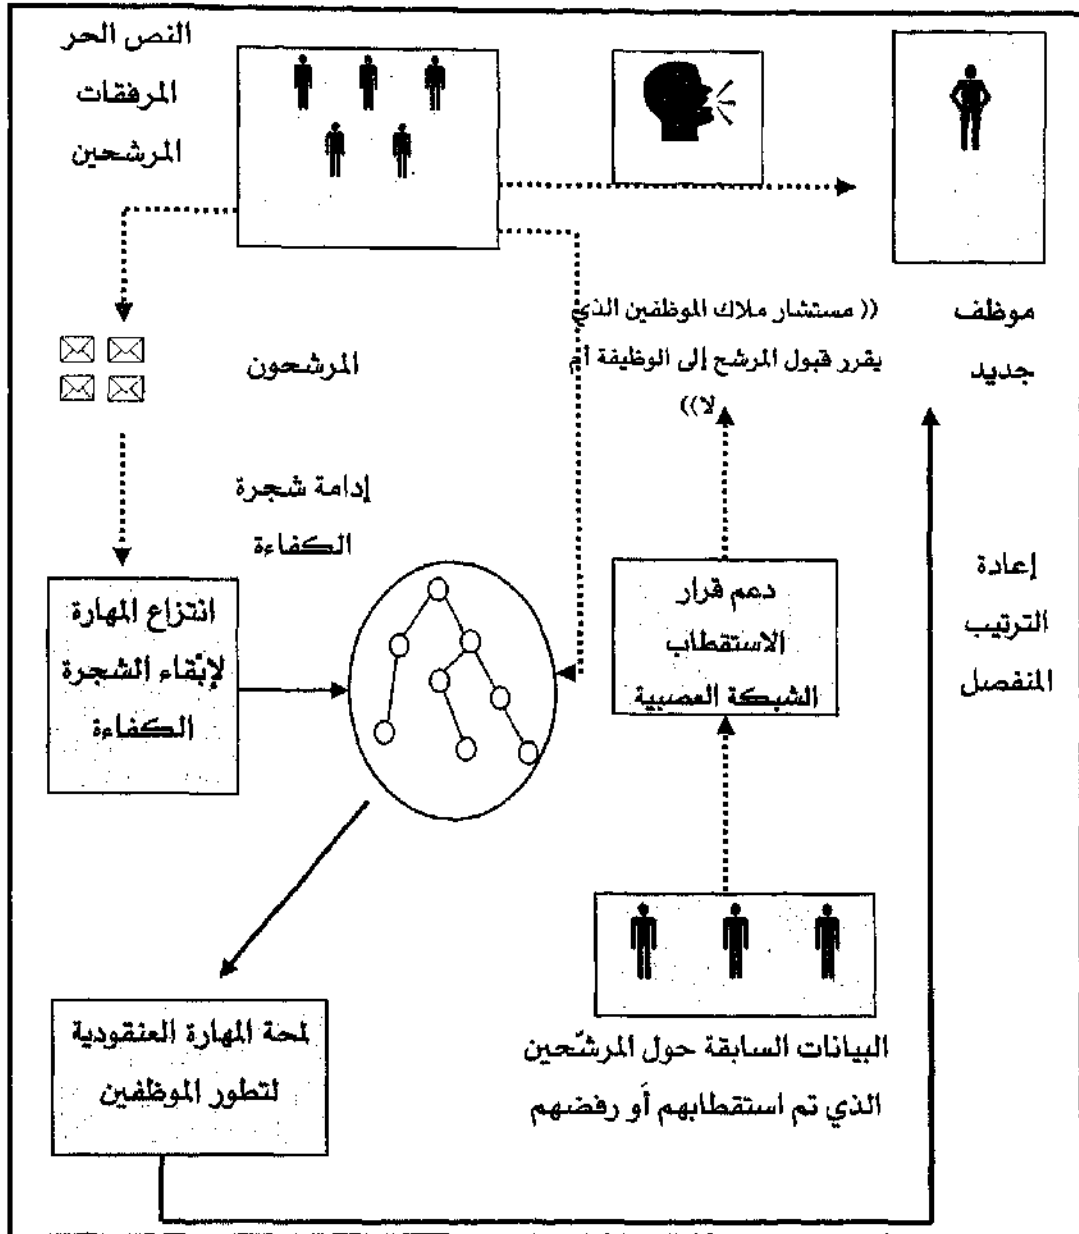 النص الحر
المرفقات
المرشحين
المرشحون
(( مستشار ملاك الموظفين الذي
يقرر قبول المرشح إلى الوظيفة أم
لا))
موظف
جديد
إدامة شجرة
الكفاءة
انتزاع المهارة
لإبقاء الشجرة
الكفاءة
دعم قرار
الاستقطاب
الشبكة العصبية
إعادة
الترتيب
المنفصل
البيانات السابقة حول المرشّحين
الذي تم استقطابهم أو رفضهم
لمحة المهارة العنقودية
لتطور الموظفين